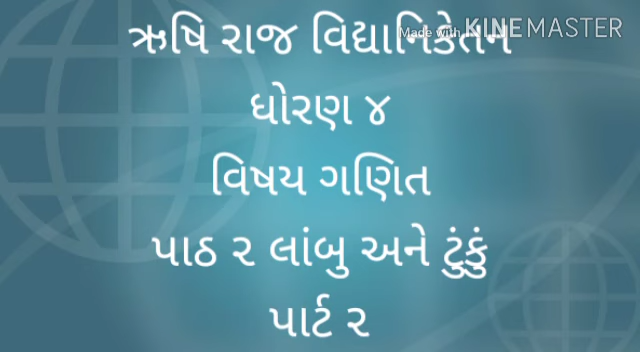 ઋષિ રાજ વિદ્યાનિકેતન
Made with KINEMASTER
ધોરણ ૪
વિષય ગણિત
પાઠ ૨ લાંબુ અને ટુંકું
પાર્ટ ૨